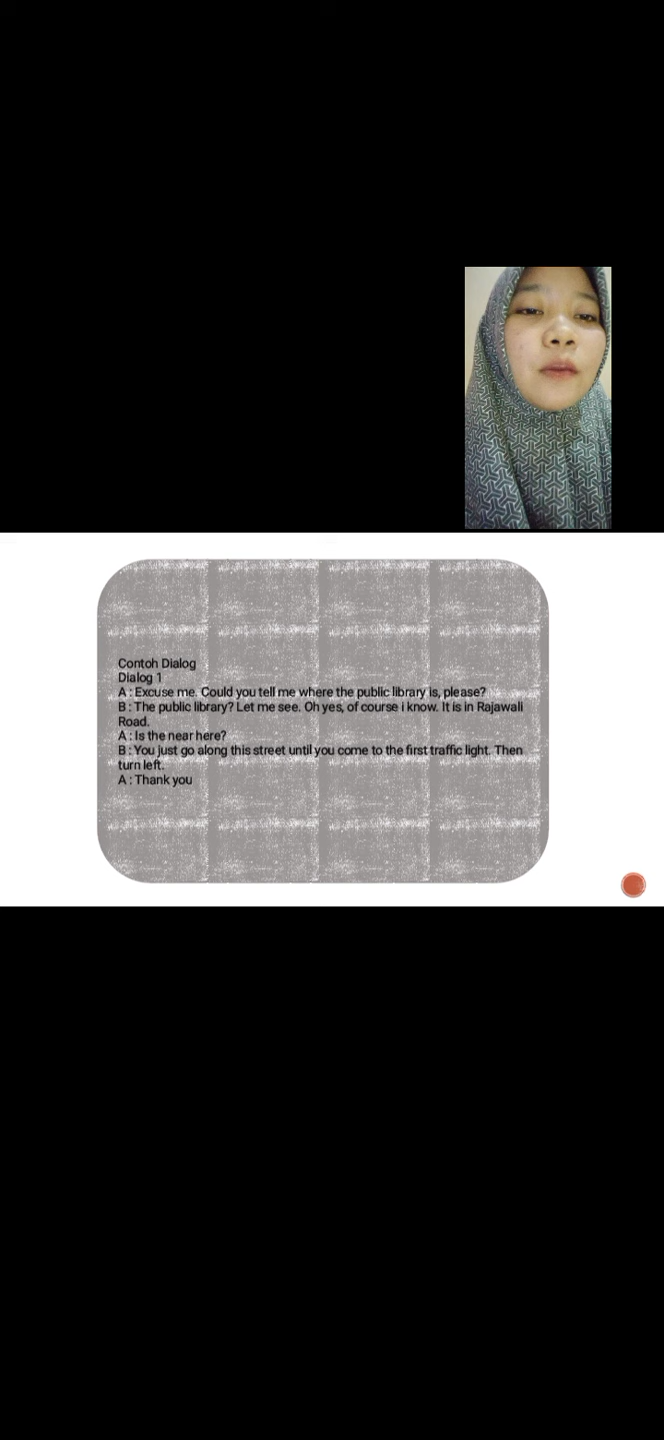 Contoh Dialog
Dialog 1
A : Excuse me. Could you tell me where the public library is, please?
B : The public library? Let me see. Oh yes, of course i know. It is in Rajawali
Road.
A : Is the near here?
B : You just go along this street until you come to the first traffic light. Then
turn left.
A : Thank you